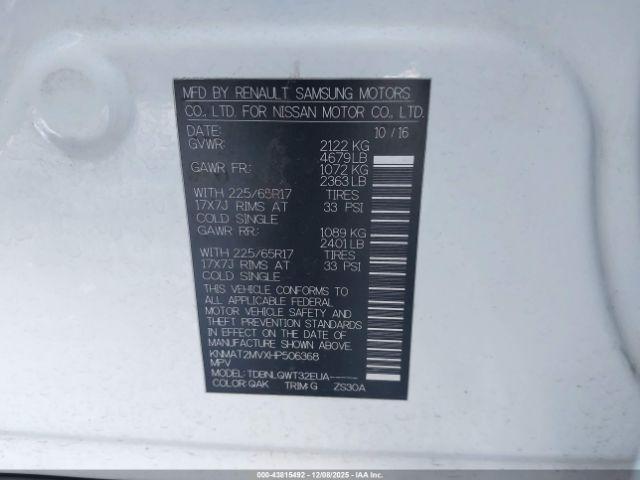 MFD BY RENAULT SAMSUNG MOTORS
CO., LTD. FOR NISSAN MOTOR CO., LTD.
DATE: 10 / 16
GVWR: 2122 KG
4679 LB
GAWR FR: 1072 KG
2363 LB
WITH 225/65R17 TIRES
17X7J RIMS AT 33 PSI
COLD SINGLE
GAWR RR: 1089 KG
2401 LB
WITH 225/65R17 TIRES
17X7J RIMS AT 33 PSI
COLD SINGLE
THIS VEHICLE CONFORMS TO
ALL APPLICABLE FEDERAL
MOTOR VEHICLE SAFETY AND
THEFT PREVENTION STANDARDS
IN EFFECT ON THE DATE OF
MANUFACTURE SHOWN ABOVE.
KNMAT2MVXHP506368
MPV
MODEL: TDBNLQWT32EUA-----
COLOR: QAK TRIM: G ZS30A
000-43815492 - 12/08/2025 - IAAI.COM